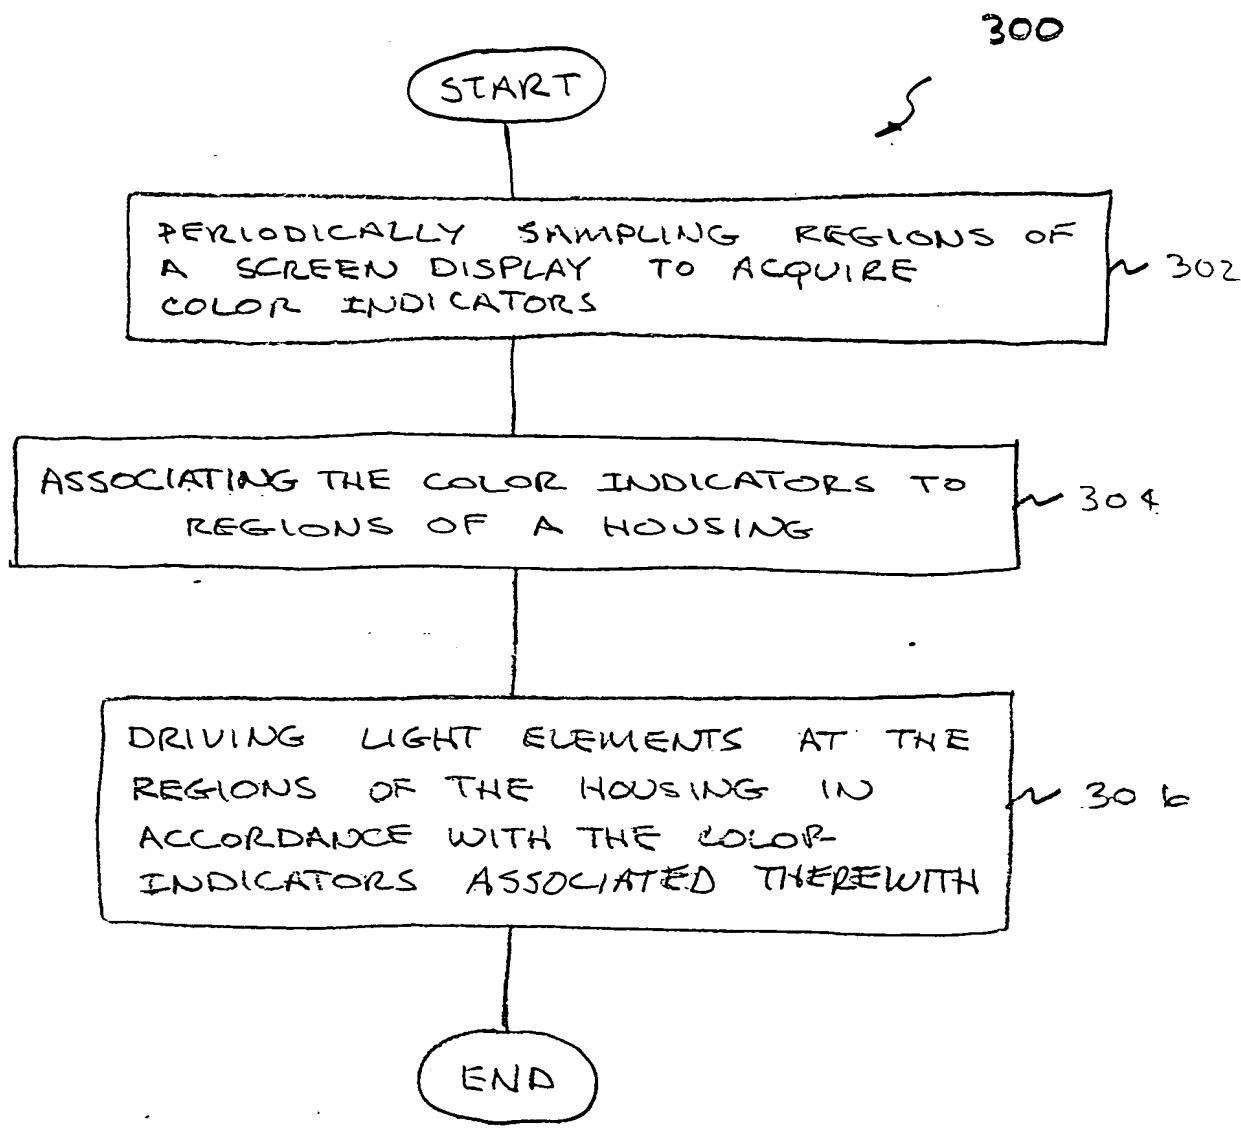 300
START
PERIODICALLY SAMPLING REGIONS OF
A SCREEN DISPLAY TO ACQUIRE
COLOR INDICATORS
302
ASSOCIATING THE COLOR INDICATORS TO
REGIONS OF A HOUSING
304
DRIVING LIGHT ELEMENTS AT THE
REGIONS OF THE HOUSING IN
ACCORDANCE WITH THE COLOR
INDICATORS ASSOCIATED THEREWITH
306
END